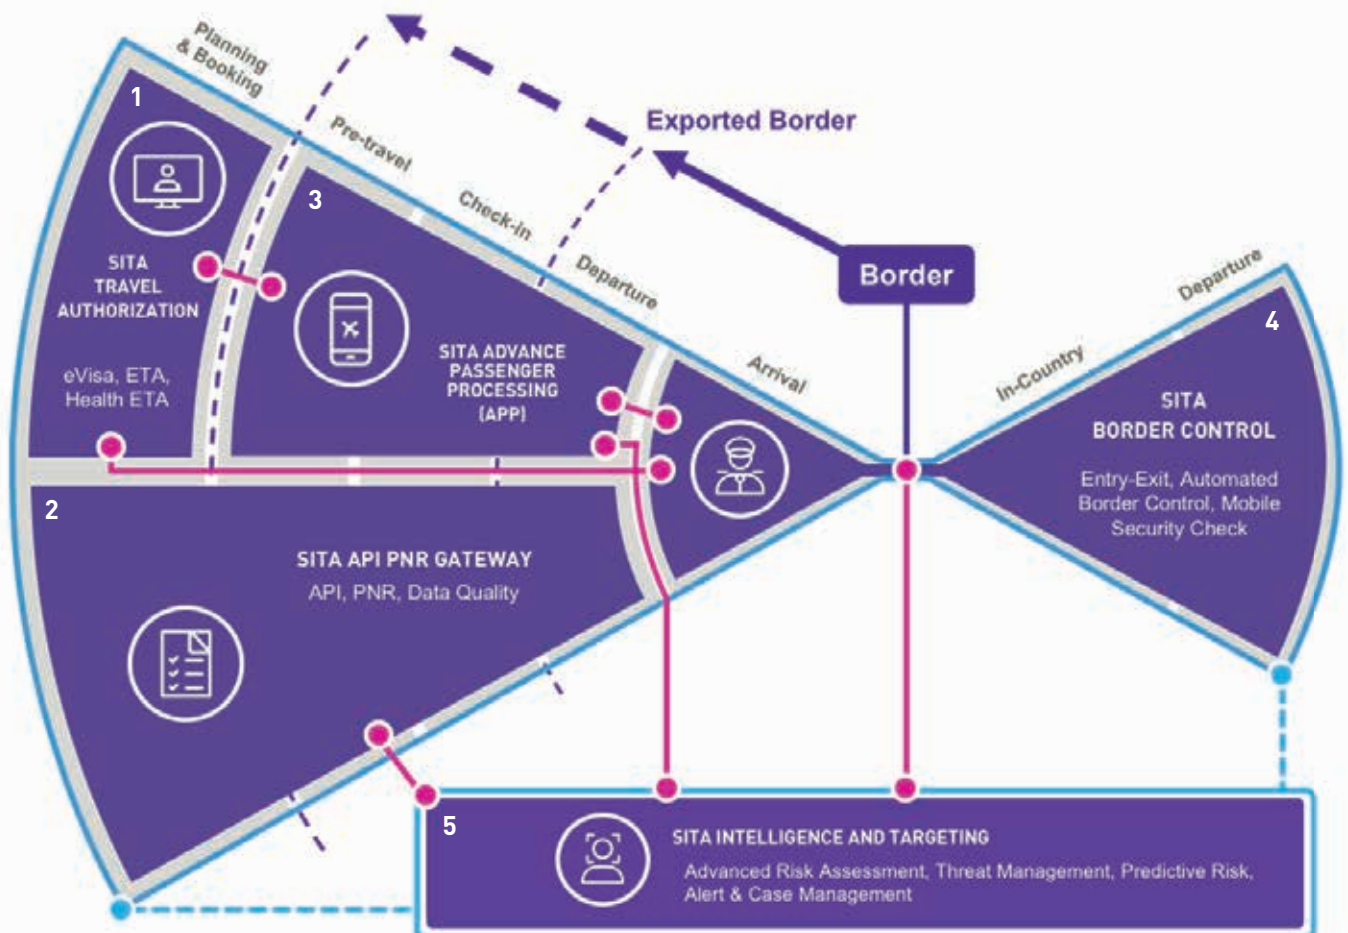 Planning
& Booking
Pre-travel
Check-in
Departure
Arrival
Exported Border
Border
In-Country
Departure
1
SITA
TRAVEL
AUTHORIZATION
eVisa, ETA,
Health ETA
3
SITA ADVANCE
PASSENGER
PROCESSING
(APP)
4
SITA
BORDER CONTROL
Entry-Exit, Automated
Border Control, Mobile
Security Check
2
SITA API PNR GATEWAY
API, PNR, Data Quality
5
SITA INTELLIGENCE AND TARGETING
Advanced Risk Assessment, Threat Management, Predictive Risk,
Alert & Case Management